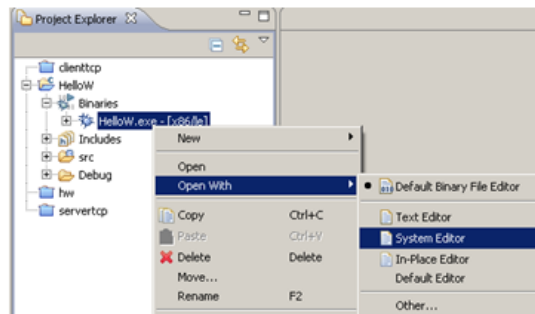 Project Explorer
clienttcp
HelloW
Binaries
HelloW.exe - [x86/le]
Includes
src
Debug
hw
servertcp
New
Open
Open With
Copy Ctrl+C
Paste Ctrl+V
Delete Delete
Move...
Rename F2
Default Binary File Editor
Text Editor
System Editor
In-Place Editor
Default Editor
Other...